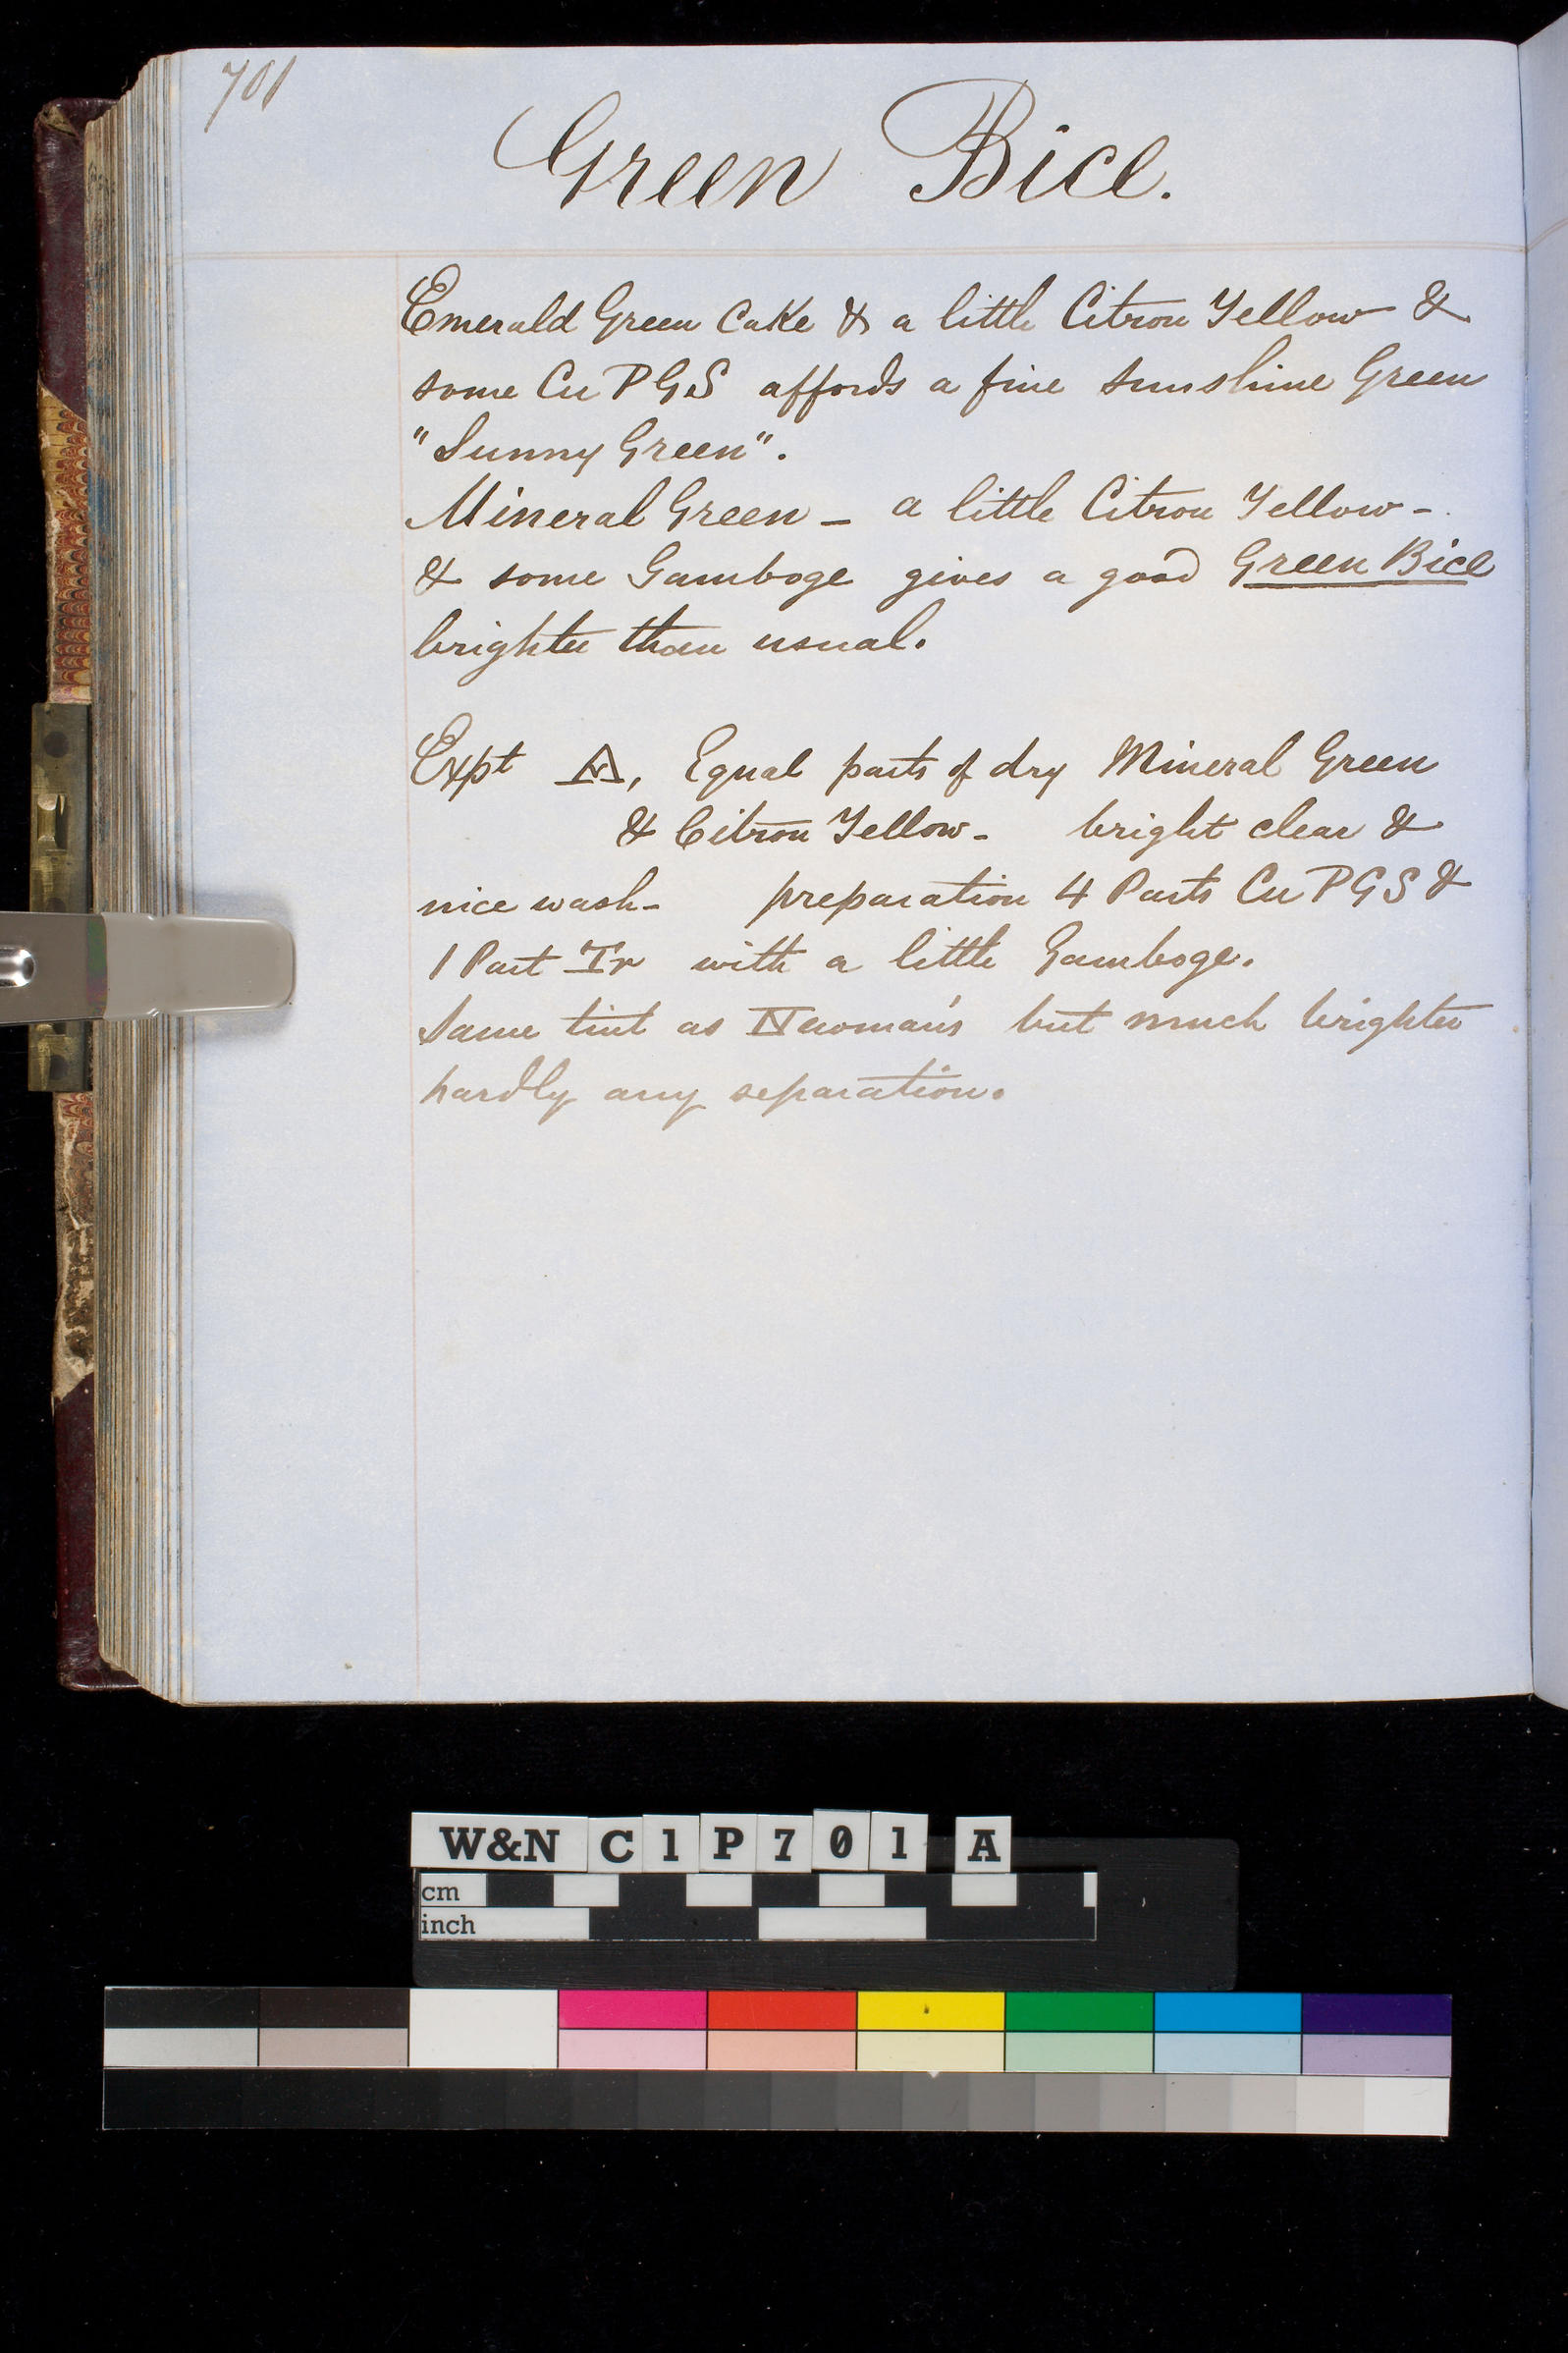 701
Green Bice.
Emerald Green Cake & a little Citron Yellow &
some Cu P G S affords a fine sunshine Green
"Sunny Green".
Mineral Green - a little Citron Yellow -
& some Gamboge gives a good Green Bice
brighter than usual.
Expt Equal parts of dry Mineral Green
& Citron Yellow - bright clear &
nice wash - preparation 4 Parts Cu P G S &
1 Part Tr with a little Gamboge.
Same tint as Newman's but much brighter
hardly any separation.
W&N C 1 P 7 0 1 A
cm
inch